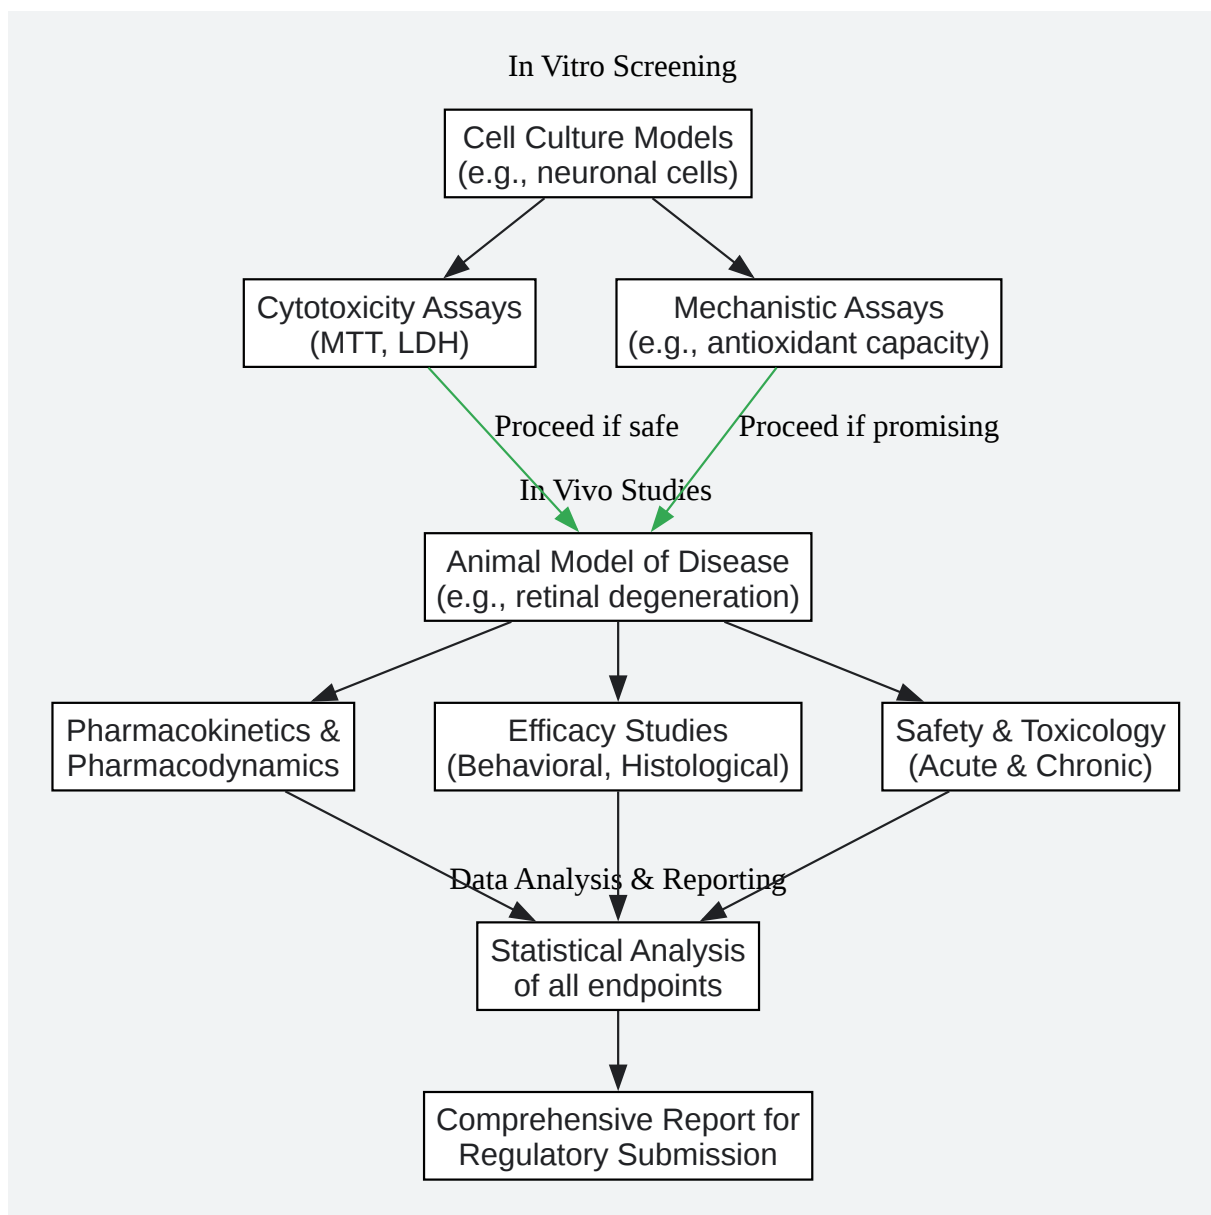 In Vitro Screening
Cell Culture Models
(e.g., neuronal cells)
Cytotoxicity Assays
(MTT, LDH)
Mechanistic Assays
(e.g., antioxidant capacity)
Proceed if safe
Proceed if promising
In Vivo Studies
Animal Model of Disease
(e.g., retinal degeneration)
Pharmacokinetics &
Pharmacodynamics
Efficacy Studies
(Behavioral, Histological)
Safety & Toxicology
(Acute & Chronic)
Data Analysis & Reporting
Statistical Analysis
of all endpoints
Comprehensive Report for
Regulatory Submission